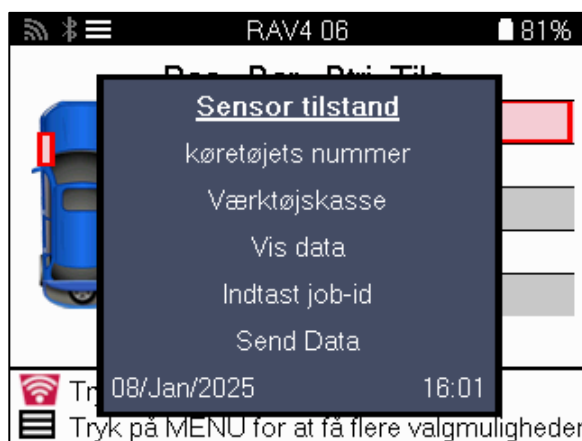 RAV4 06
81%
Sensor tilstand
køretøjets nummer
Værktøjskasse
Vis data
Indtast job-id
Send Data
08/Jan/2025 16:01
Tryk på MENU for at få flere valgmuligheder